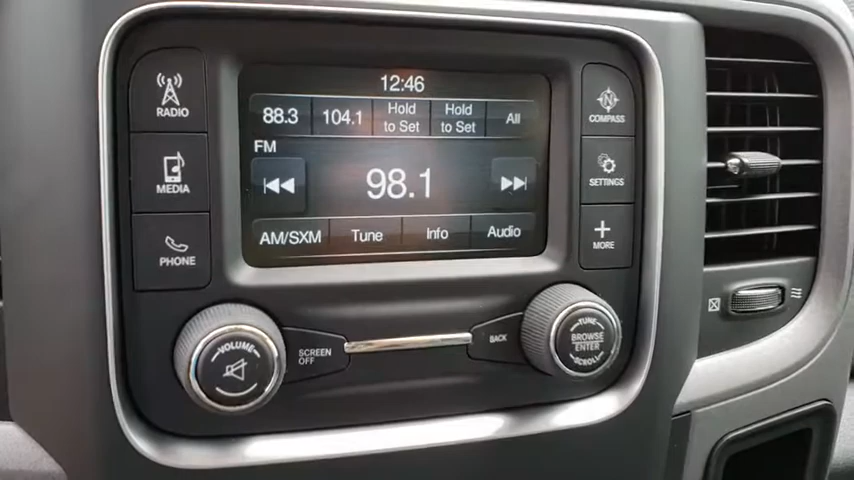 12:46
88.3 104.1 Hold to Set Hold to Set All
FM
98.1
AM/SXM Tune Info Audio
RADIO
MEDIA
PHONE
N
COMPASS
SETTINGS
MORE
VOLUME
SCREEN OFF
BACK
TUNE
BROWSE
ENTER
SCROLL